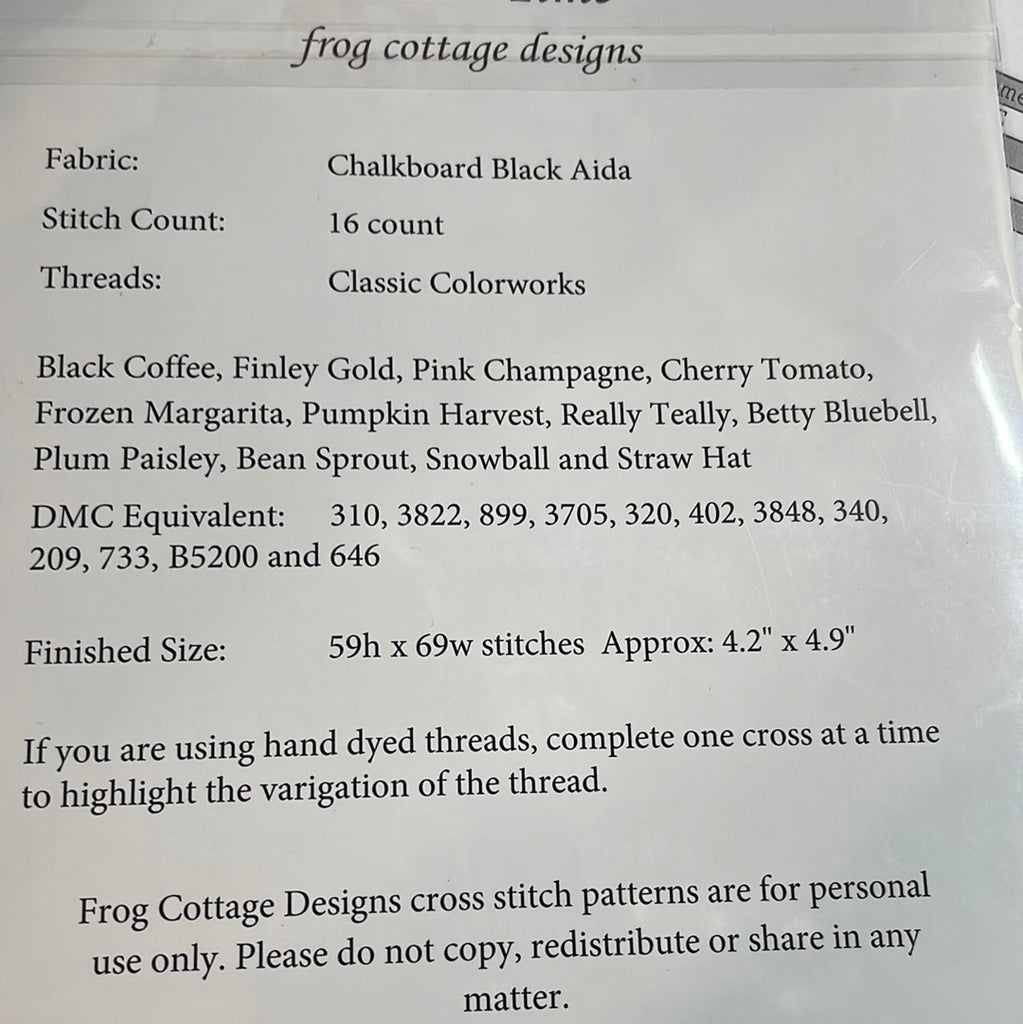 frog cottage designs
Fabric: Chalkboard Black Aida
Stitch Count: 16 count
Threads: Classic Colorworks
Black Coffee, Finley Gold, Pink Champagne, Cherry Tomato,
Frozen Margarita, Pumpkin Harvest, Really Teally, Betty Bluebell,
Plum Paisley, Bean Sprout, Snowball and Straw Hat
DMC Equivalent: 310, 3822, 899, 3705, 320, 402, 3848, 340,
209, 733, B5200 and 646
Finished Size: 59h x 69w stitches Approx: 4.2" x 4.9"
If you are using hand dyed threads, complete one cross at a time
to highlight the varigation of the thread.
Frog Cottage Designs cross stitch patterns are for personal
use only. Please do not copy, redistribute or share in any
matter.